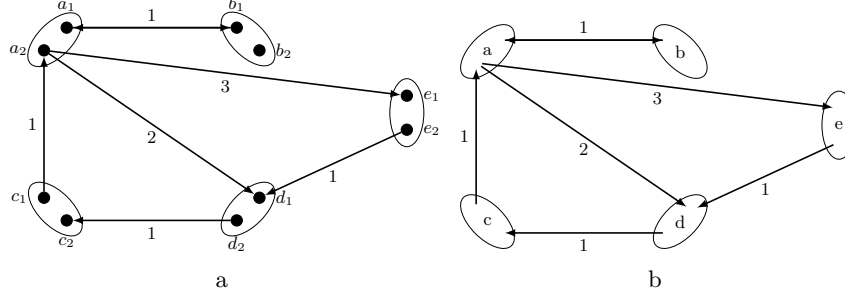 a₁ 1 b₁
a₂ b₂
3
e₁
1 2 e₂
1
c₁ d₁
c₂ 1 d₂
a
1
a b
3
e
1 2
1
c d
1
b